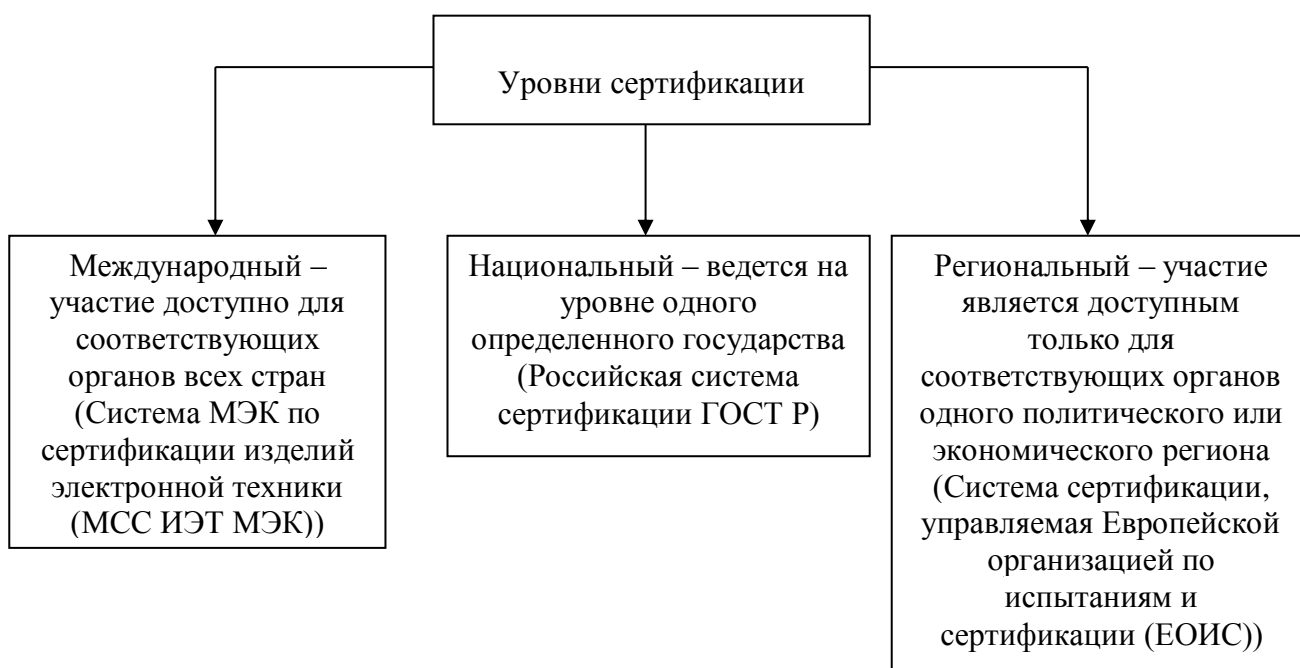 Уровни сертификации
Международный –
участие доступно для
соответствующих
органов всех стран
(Система МЭК по
сертификации изделий
электронной техники
(МСС ИЭТ МЭК))
Национальный – ведется на
уровне одного
определенного государства
(Российская система
сертификации ГОСТ Р)
Региональный – участие
является доступным
только для
соответствующих органов
одного политического или
экономического региона
(Система сертификации,
управляемая Европейской
организацией по
испытаниям и
сертификации (ЕОИС))